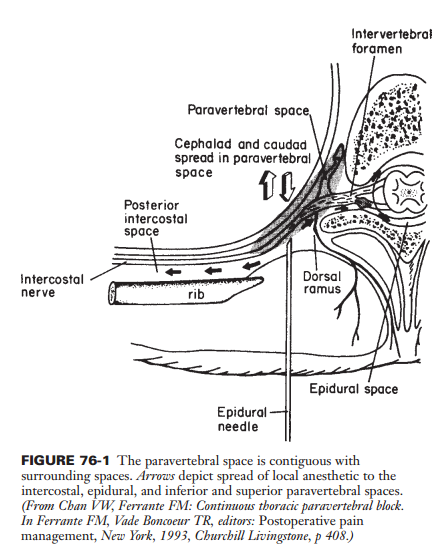 Intervertebral
foramen
Paravertebral space
Cephalad and caudad
spread in paravertebral
space
Posterior
intercostal
space
Intercostal
nerve
rib
Dorsal
ramus
Epidural space
Epidural
needle
FIGURE 76-1 The paravertebral space is contiguous with
surrounding spaces. Arrows depict spread of local anesthetic to the
intercostal, epidural, and inferior and superior paravertebral spaces.
(From Chan VW, Ferrante FM: Continuous thoracic paravertebral block.
In Ferrante FM, Vade Boncoeur TR, editors: Postoperative pain
management, New York, 1993, Churchill Livingstone, p 408.)